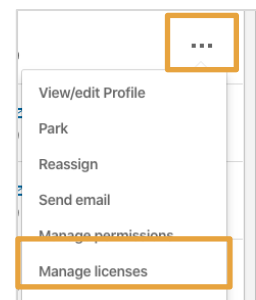 ...
View/edit Profile
Park
Reassign
Send email
Manage permissions
Manage licenses